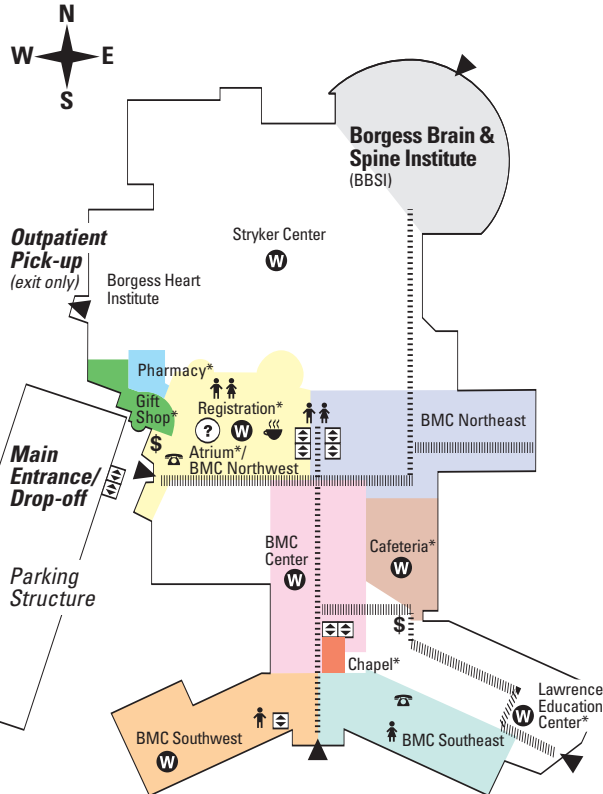 N
W E
S
Borgess Brain &
Spine Institute
(BBSI)
Outpatient
Pick-up
(exit only)
Stryker Center
W
Borgess Heart
Institute
Pharmacy*
Gift
Shop*
Registration*
? W
$
Atrium*/
BMC Northwest
BMC Northeast
Main
Entrance/
Drop-off
Parking
Structure
BMC
Center
W
Cafeteria*
W
$
Chapel*
Lawrence
Education
Center*
W
BMC Southwest
W
BMC Southeast